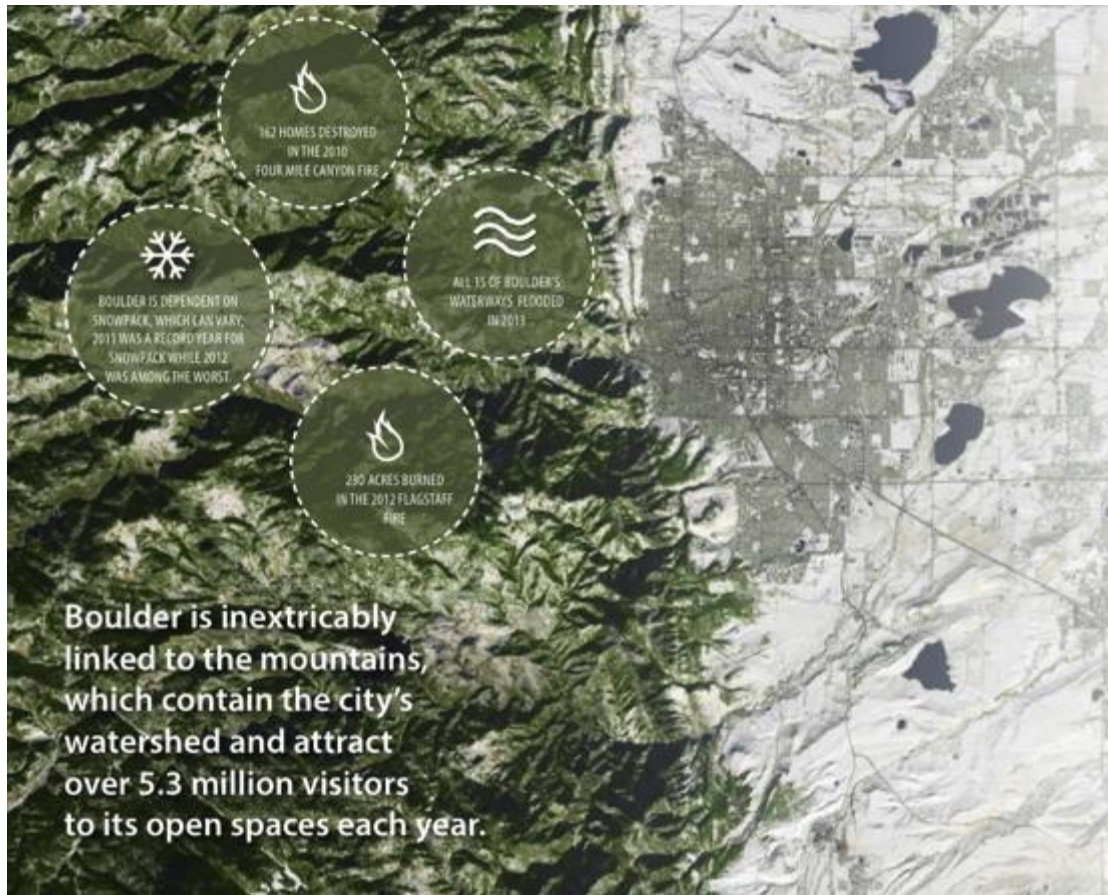 162 HOMES DESTROYED
IN THE 2010
FOUR MILE CANYON FIRE
ALL 15 OF BOULDER'S
WATERWAYS FLOODED
IN 2013
BOULDER IS DEPENDENT ON
SNOWPACK, WHICH CAN VARY;
2011 WAS A RECORD YEAR FOR
SNOWPACK WHILE 2012
WAS AMONG THE WORST
230 ACRES BURNED
IN THE 2012 FLAGSTAFF
FIRE
Boulder is inextricably
linked to the mountains,
which contain the city's
watershed and attract
over 5.3 million visitors
to its open spaces each year.